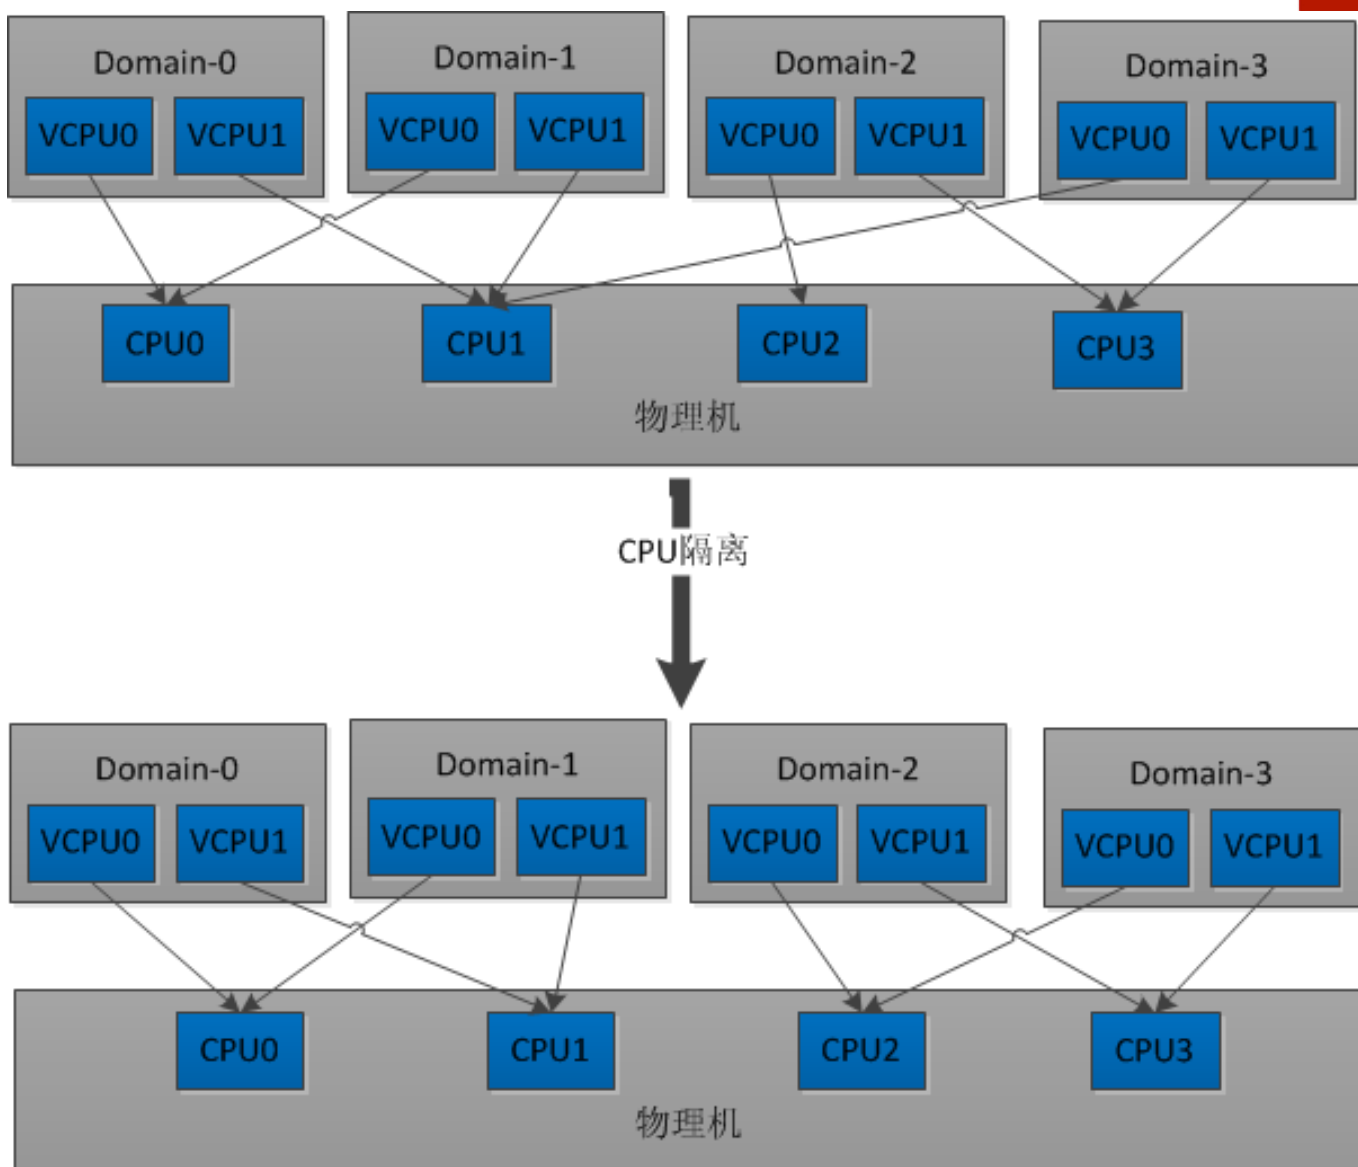 Domain-0
Domain-1
Domain-2
Domain-3
VCPU0
VCPU1
VCPU0
VCPU1
VCPU0
VCPU1
VCPU0
VCPU1
CPU0
CPU1
CPU2
CPU3
物理机
CPU隔离
Domain-0
Domain-1
Domain-2
Domain-3
VCPU0
VCPU1
VCPU0
VCPU1
VCPU0
VCPU1
VCPU0
VCPU1
CPU0
CPU1
CPU2
CPU3
物理机